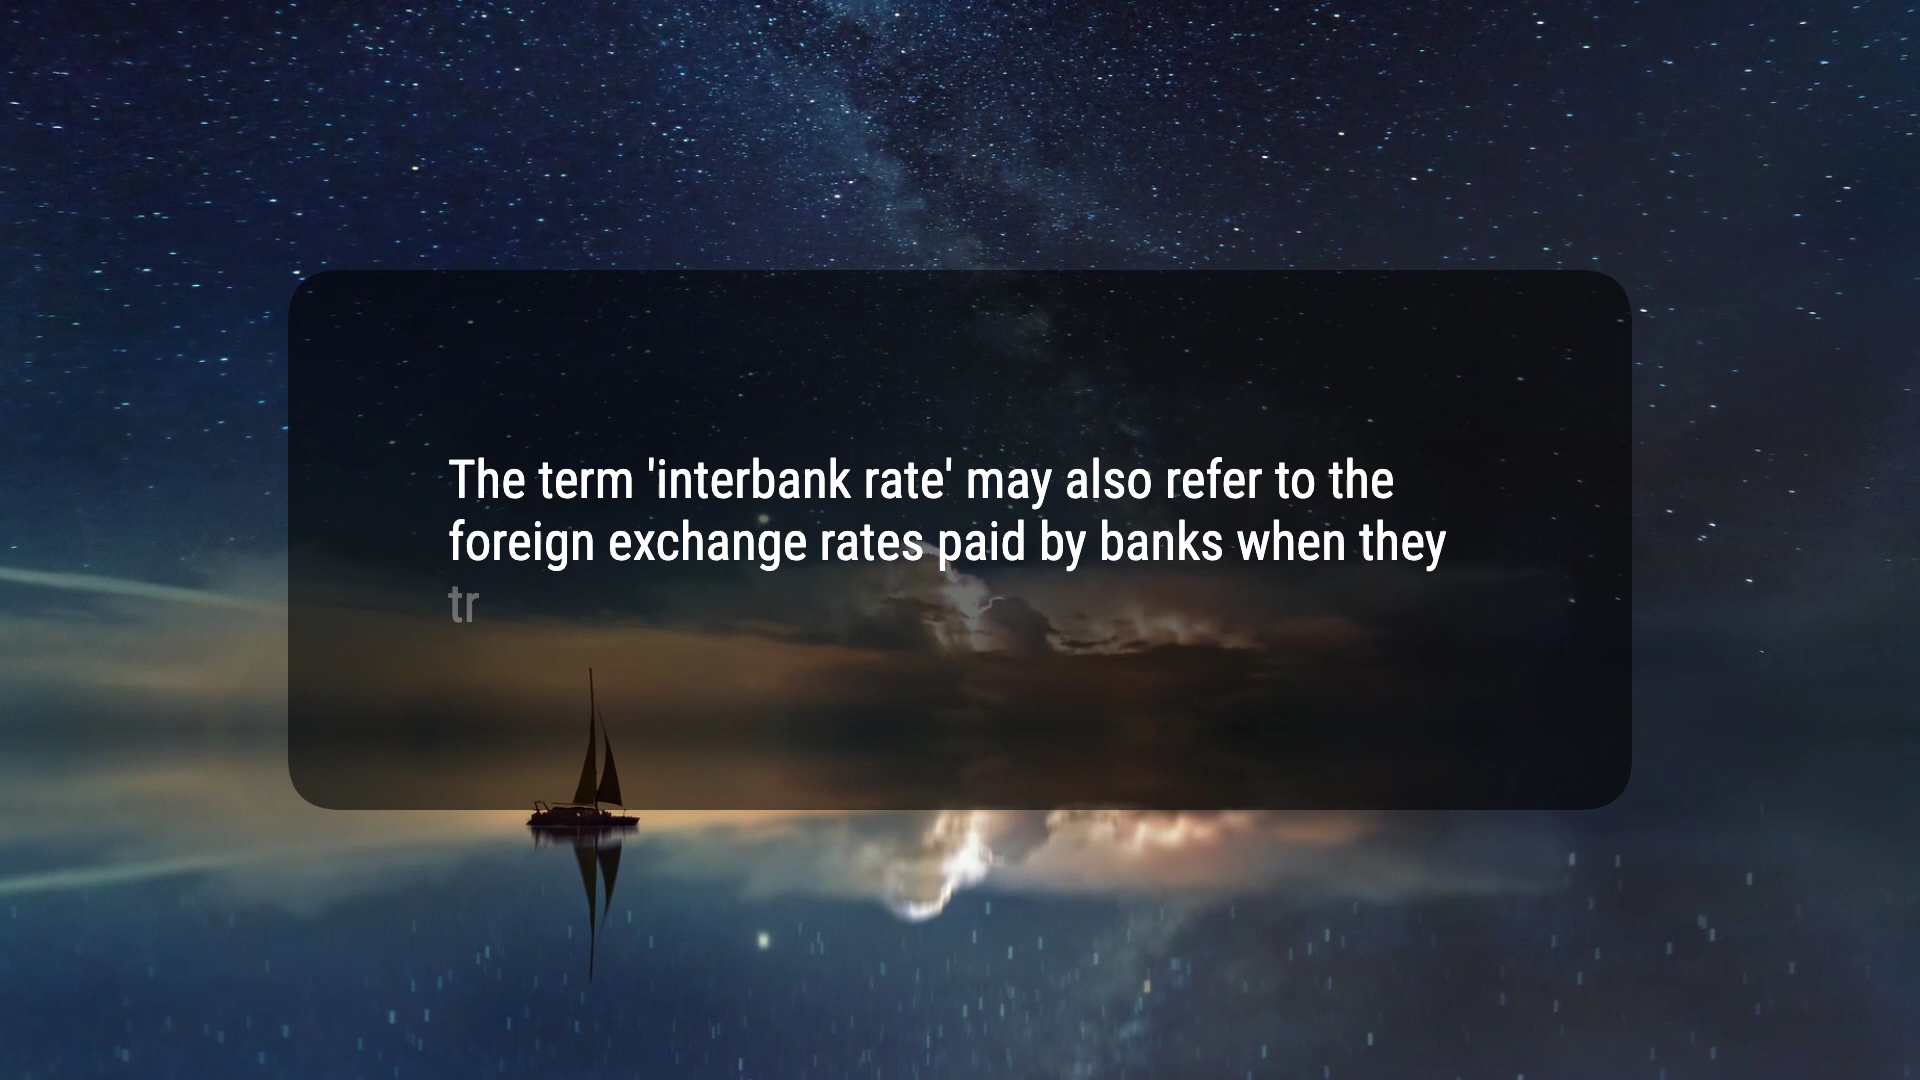 The term 'interbank rate' may also refer to the
foreign exchange rates paid by banks when they
tr